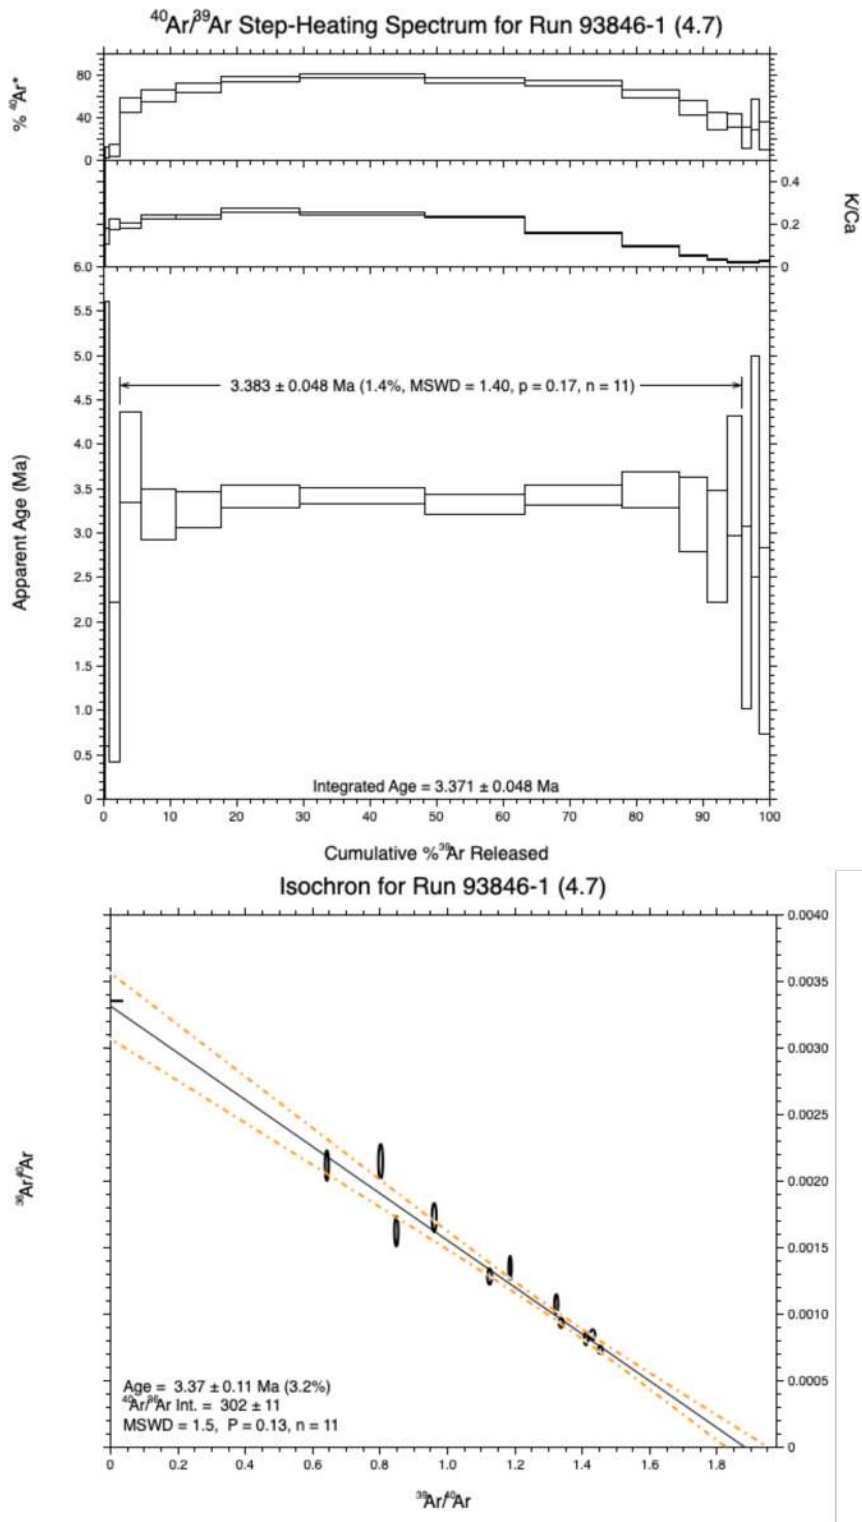 40Ar/39Ar Step-Heating Spectrum for Run 93846-1 (4.7)
% 40Ar*
80
40
0
K/Ca
0.4
0.2
0
Apparent Age (Ma)
6.0
5.5
5.0
4.5
4.0
3.5
3.0
2.5
2.0
1.5
1.0
0.5
0
3.383 ± 0.048 Ma (1.4%, MSWD = 1.40, p = 0.17, n = 11)
Integrated Age = 3.371 ± 0.048 Ma
0 10 20 30 40 50 60 70 80 90 100
Cumulative %39Ar Released
Isochron for Run 93846-1 (4.7)
36Ar/40Ar
0.0040
0.0035
0.0030
0.0025
0.0020
0.0015
0.0010
0.0005
0
Age = 3.37 ± 0.11 Ma (3.2%)
40Ar/36Ar Int. = 302 ± 11
MSWD = 1.5, P = 0.13, n = 11
0 0.2 0.4 0.6 0.8 1.0 1.2 1.4 1.6 1.8
39Ar/40Ar